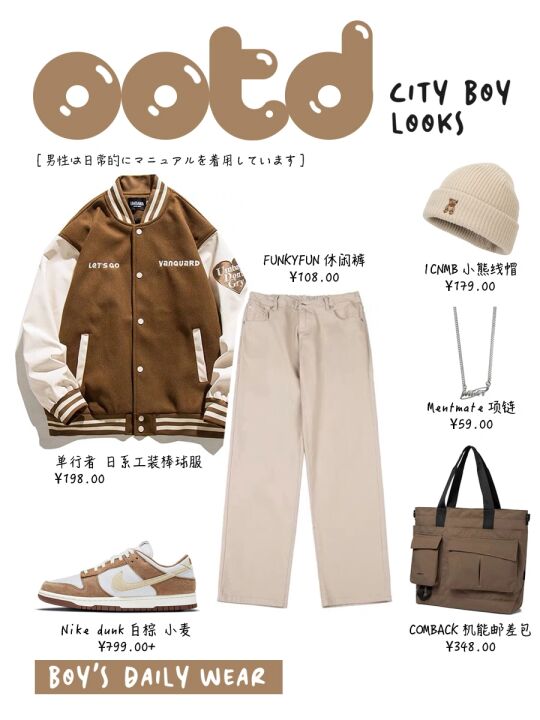 ootd
CITY BOY
LOOKS
[男性は日常的にマニュアルを着用しています]
LET'S GO
VANGUARD
FUNKYFUN 休闲裤
¥108.00
ICNMB 小熊线帽
¥179.00
Mentmate 项链
¥59.00
单行者 日系工装棒球服
¥198.00
Nike dunk 白棕 小麦
¥799.00+
COMBACK 机能邮差包
¥348.00
BOY'S DAILY WEAR